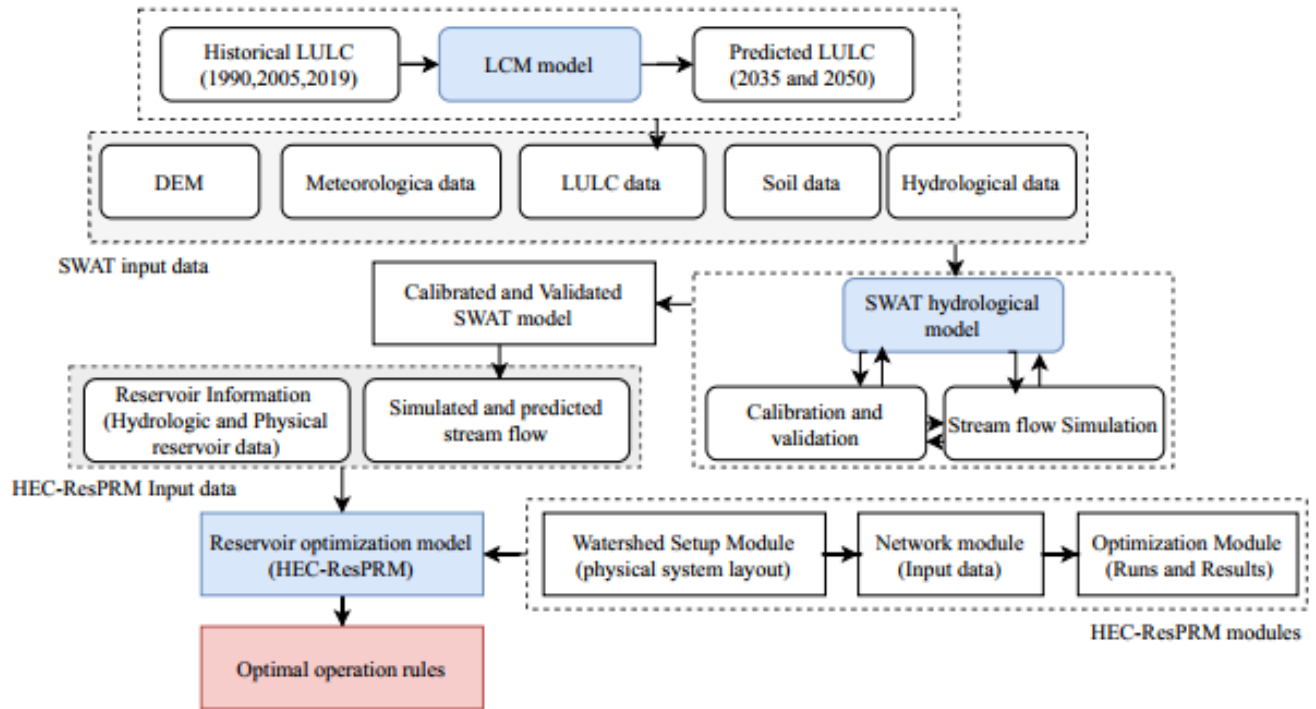 Historical LULC
(1990,2005,2019)
LCM model
Predicted LULC
(2035 and 2050)
DEM
Meteorologica data
LULC data
Soil data
Hydrological data
SWAT input data
Calibrated and Validated
SWAT model
SWAT hydrological
model
Calibration and
validation
Stream flow Simulation
Reservoir Information
(Hydrologic and Physical
reservoir data)
Simulated and predicted
stream flow
HEC-ResPRM Input data
Reservoir optimization model
(HEC-ResPRM)
Watershed Setup Module
(physical system layout)
Network module
(Input data)
Optimization Module
(Runs and Results)
HEC-ResPRM modules
Optimal operation rules